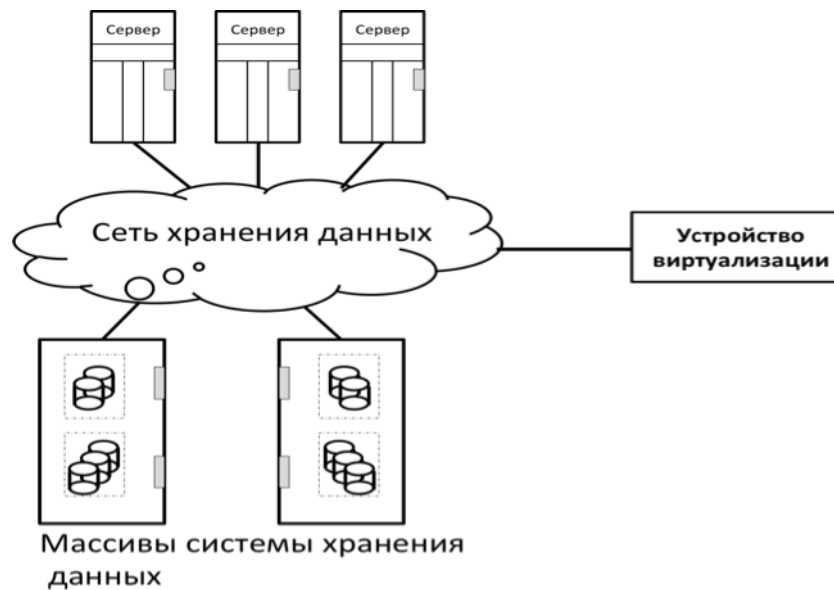 Сервер
Сервер
Сервер
Сеть хранения данных
Устройство
виртуализации
Массивы системы хранения
данных